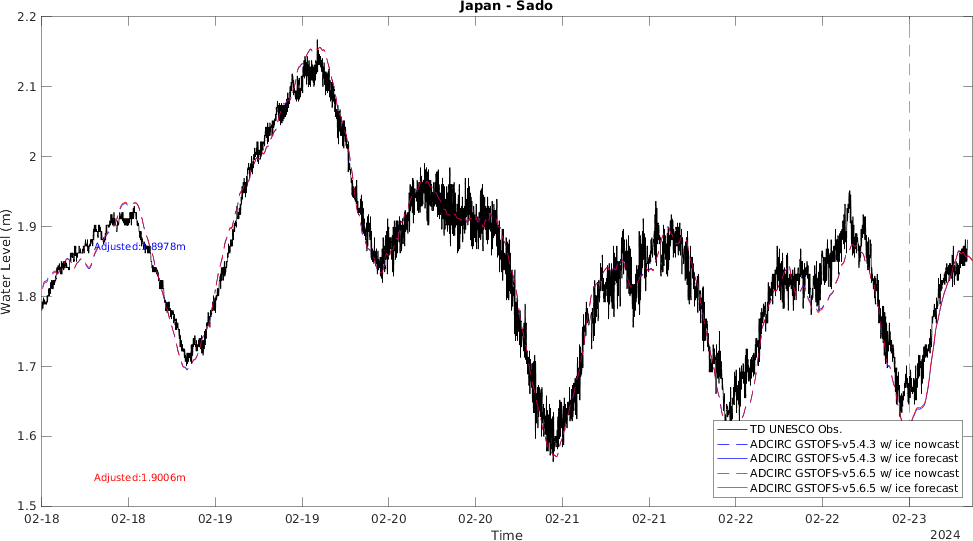 Japan - Sado
2.2
2.1
2
1.9
1.8
1.7
1.6
1.5
Water Level (m)
Adjusted:1.8978m
Adjusted:1.9006m
TD UNESCO Obs.
ADCIRC GSTOFS-v5.4.3 w/ ice nowcast
ADCIRC GSTOFS-v5.4.3 w/ ice forecast
ADCIRC GSTOFS-v5.6.5 w/ ice nowcast
ADCIRC GSTOFS-v5.6.5 w/ ice forecast
02-18 02-18 02-19 02-19 02-20 02-20 02-21 02-21 02-22 02-22 02-23
Time
2024